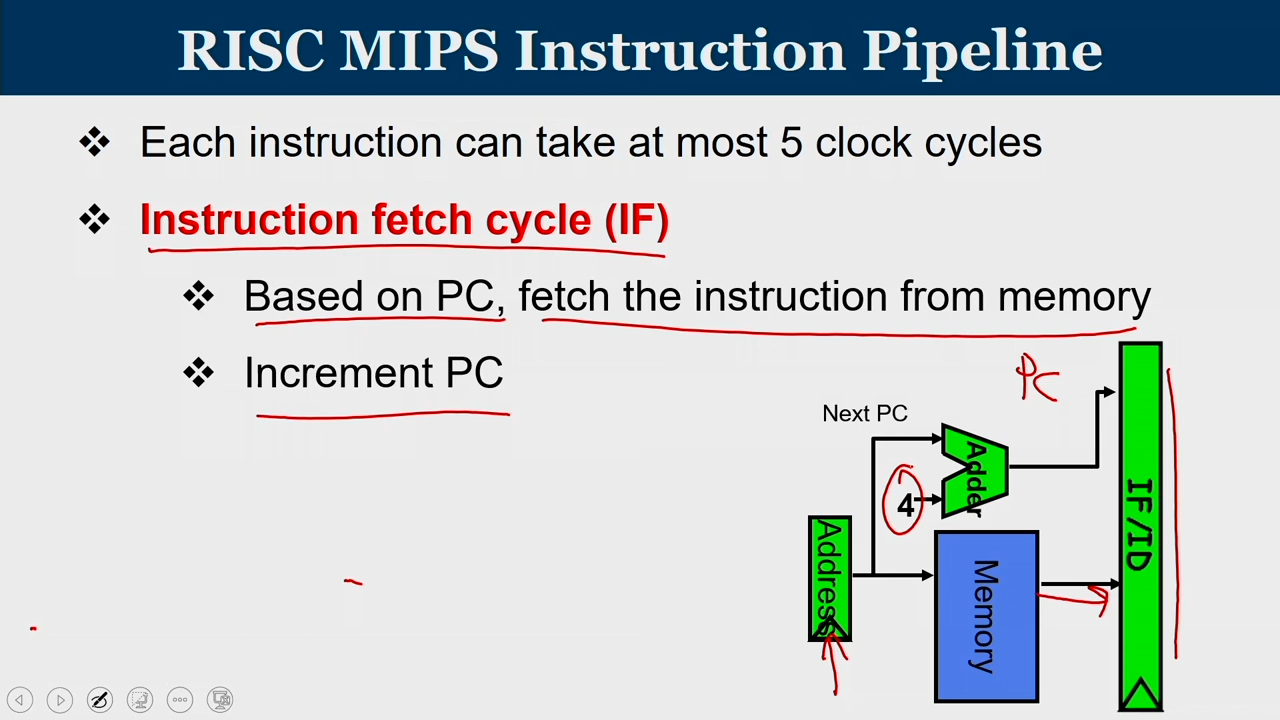 RISC MIPS Instruction Pipeline
❖ Each instruction can take at most 5 clock cycles
❖ Instruction fetch cycle (IF)
❖ Based on PC, fetch the instruction from memory
❖ Increment PC
PC
Next PC
Adder
4
Address
Memory
IF/ID